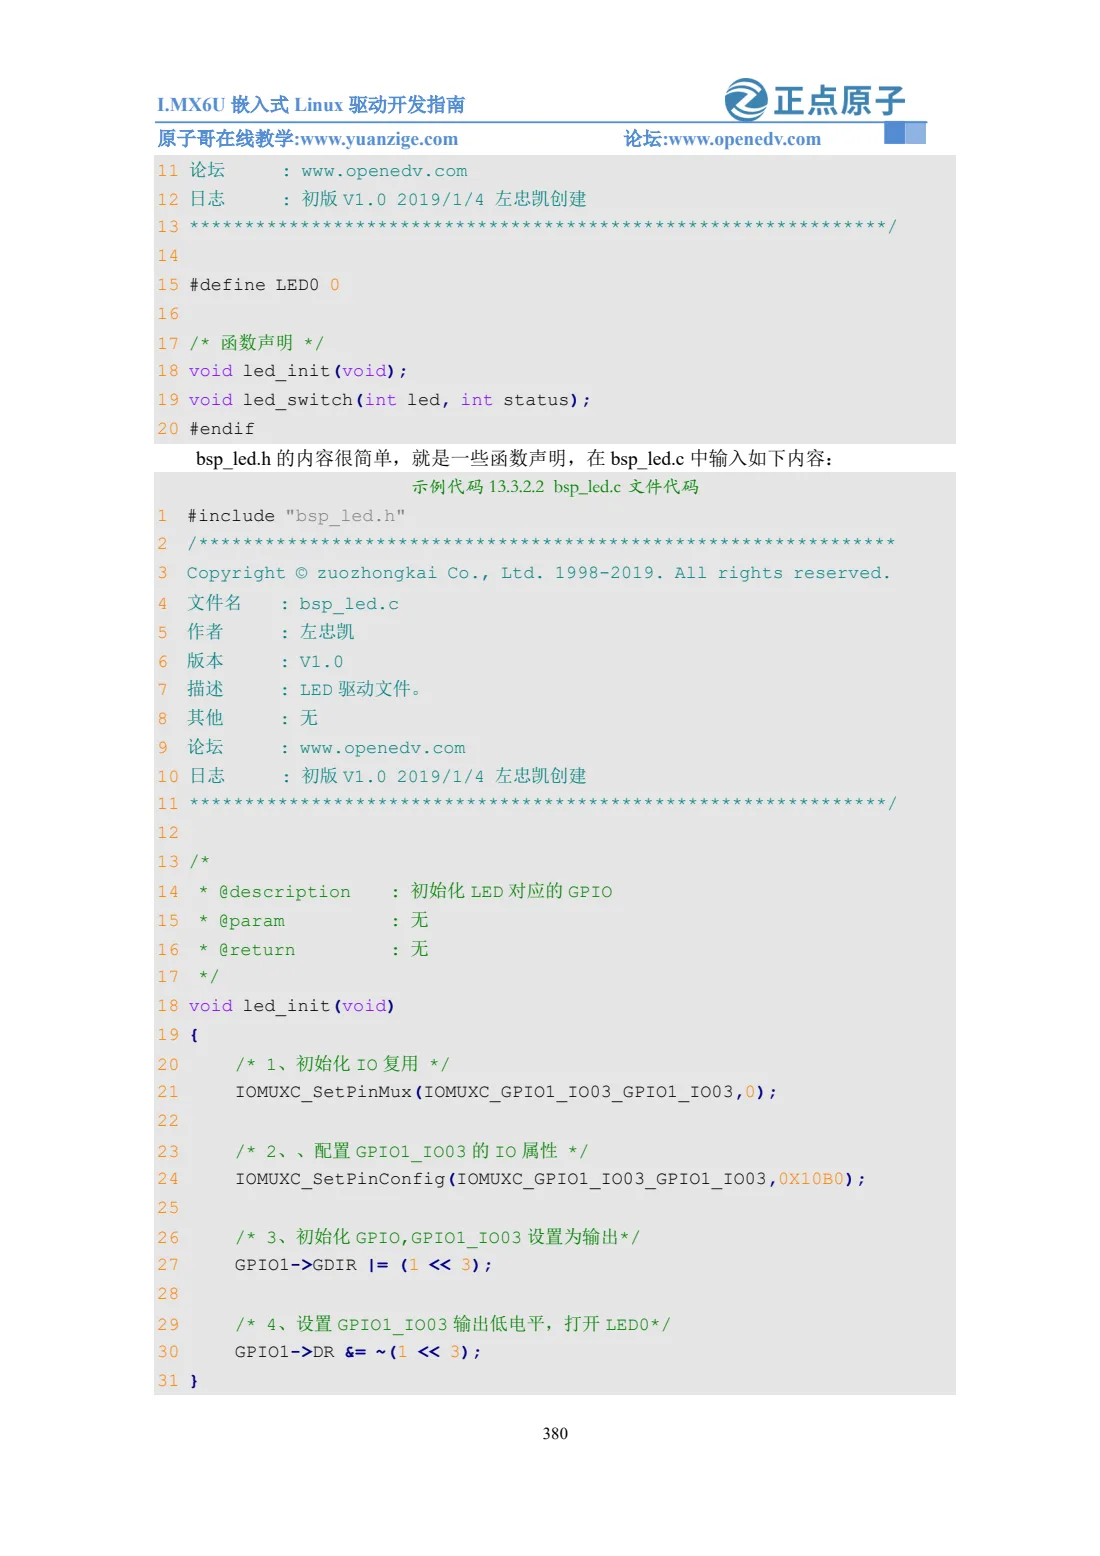 I.MX6U 嵌入式 Linux 驱动开发指南
正点原子
原子哥在线教学:www.yuanzige.com 论坛:www.openedv.com
11 论坛 : www.openedv.com
12 日志 : 初版 V1.0 2019/1/4 左忠凯创建
13 ****************************************************************/
14
15 #define LED0 0
16
17 /* 函数声明 */
18 void led_init(void);
19 void led_switch(int led, int status);
20 #endif
bsp_led.h 的内容很简单，就是一些函数声明，在 bsp_led.c 中输入如下内容：
示例代码 13.3.2.2 bsp_led.c 文件代码
1 #include "bsp_led.h"
2 /****************************************************************
3 Copyright © zuozhongkai Co., Ltd. 1998-2019. All rights reserved.
4 文件名 : bsp_led.c
5 作者 : 左忠凯
6 版本 : V1.0
7 描述 : LED 驱动文件。
8 其他 : 无
9 论坛 : www.openedv.com
10 日志 : 初版 V1.0 2019/1/4 左忠凯创建
11 ****************************************************************/
12
13 /*
14 * @description : 初始化 LED 对应的 GPIO
15 * @param : 无
16 * @return : 无
17 */
18 void led_init(void)
19 {
20 /* 1、初始化 IO 复用 */
21 IOMUXC_SetPinMux(IOMUXC_GPIO1_IO03_GPIO1_IO03,0);
22
23 /* 2、、配置 GPIO1_IO03 的 IO 属性 */
24 IOMUXC_SetPinConfig(IOMUXC_GPIO1_IO03_GPIO1_IO03,0X10B0);
25
26 /* 3、初始化 GPIO,GPIO1_IO03 设置为输出*/
27 GPIO1->GDIR |= (1 << 3);
28
29 /* 4、设置 GPIO1_IO03 输出低电平，打开 LED0*/
30 GPIO1->DR &= ~(1 << 3);
31 }
380